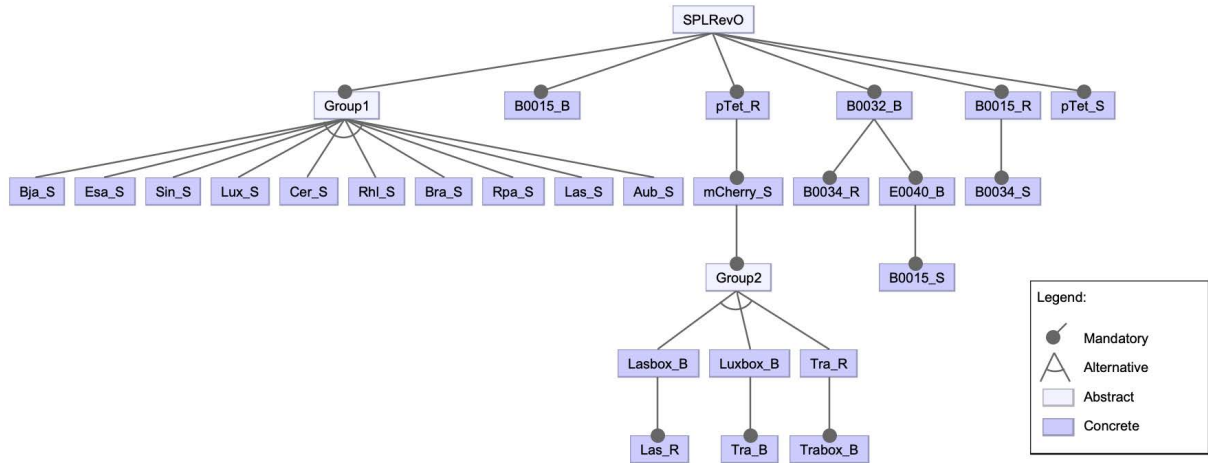 SPLRevO
Group1
B0015_B
pTet_R
B0032_B
B0015_R
pTet_S
Bja_S
Esa_S
Sin_S
Lux_S
Cer_S
Rhl_S
Bra_S
Rpa_S
Las_S
Aub_S
mCherry_S
B0034_R
E0040_B
B0034_S
Group2
B0015_S
Lasbox_B
Luxbox_B
Tra_R
Las_R
Tra_B
Trabox_B
Legend:
Mandatory
Alternative
Abstract
Concrete